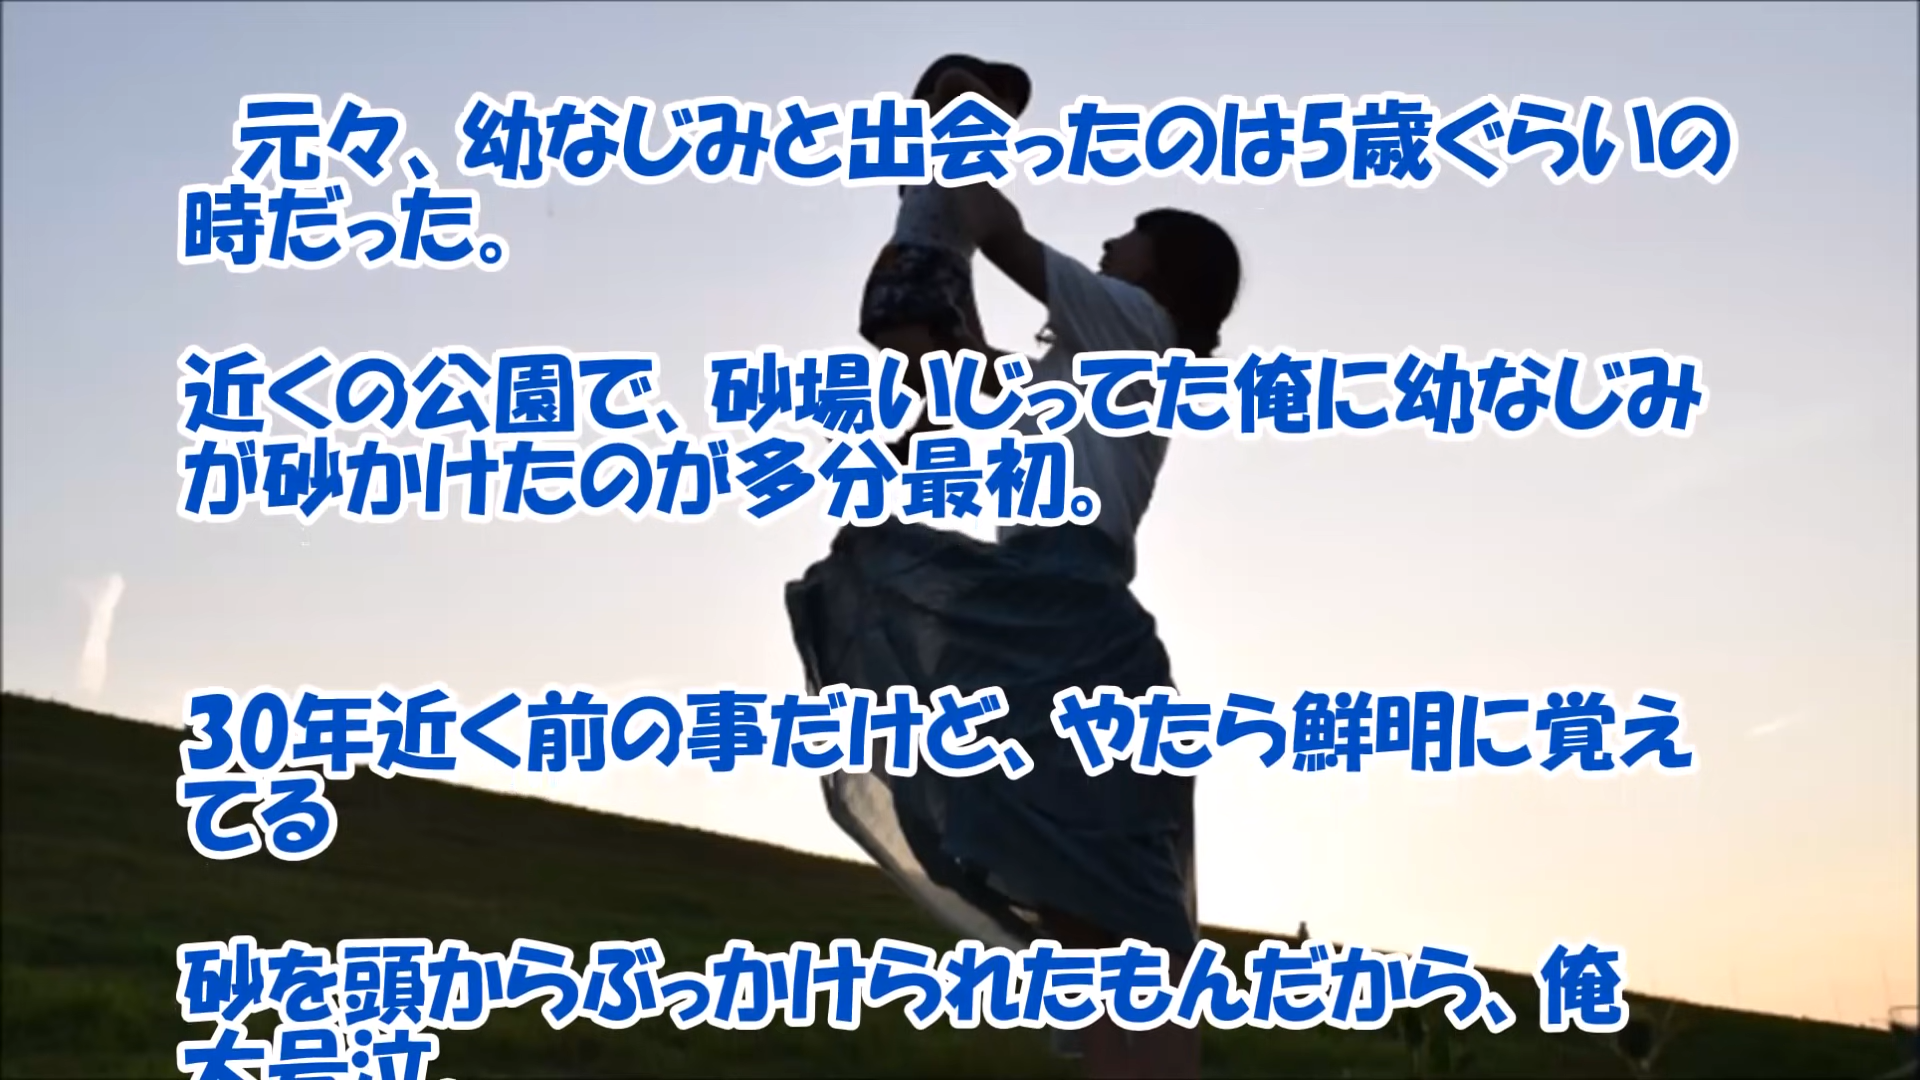 元々、幼なじみと出会ったのは5歳ぐらいの
時だった。
近くの公園で、砂場いじってた俺に幼なじみ
が砂かけたのが多分最初。
30年近く前の事だけど、やたら鮮明に覚え
てる
砂を頭からぶっかけられたもんだから、俺
大号泣。